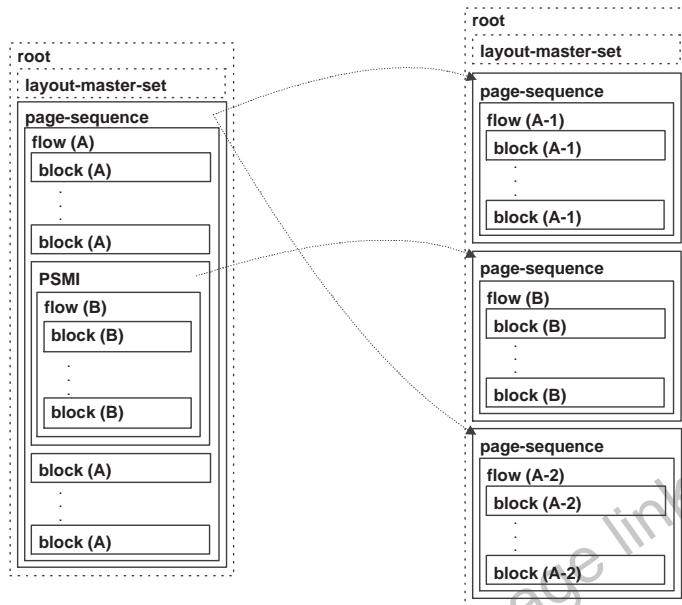 root
layout-master-set
page-sequence
flow (A)
block (A)
block (A)
PSMI
flow (B)
block (B)
block (B)
block (A)
block (A)
root
layout-master-set
page-sequence
flow (A-1)
block (A-1)
block (A-1)
page-sequence
flow (B)
block (B)
block (B)
page-sequence
flow (A-2)
block (A-2)
block (A-2)